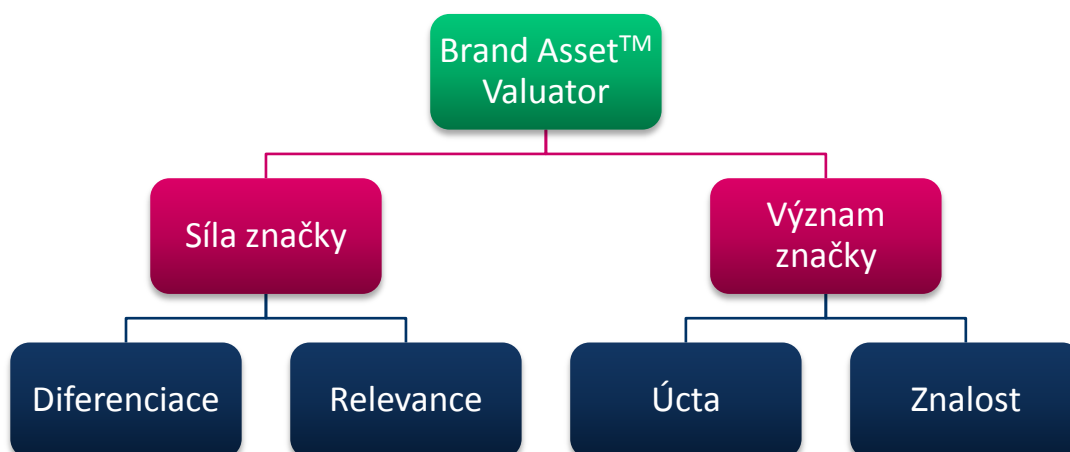 Brand Asset™
Valuator
Síla značky
Význam
značky
Diferenciace
Relevance
Úcta
Znalost